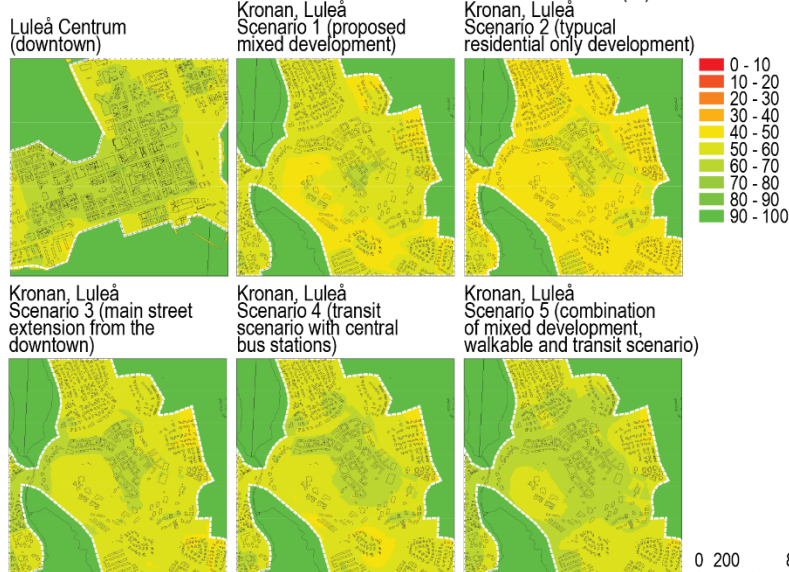 Luleå Centrum
(downtown)
Kronan, Luleå
Scenario 1 (proposed
mixed development)
Kronan, Luleå
Scenario 2 (typucal
residential only development)
0 - 10
10 - 20
20 - 30
30 - 40
40 - 50
50 - 60
60 - 70
70 - 80
80 - 90
90 - 100
Kronan, Luleå
Scenario 3 (main street
extension from the
downtown)
Kronan, Luleå
Scenario 4 (transit
scenario with central
bus stations)
Kronan, Luleå
Scenario 5 (combination
of mixed development,
walkable and transit scenario)
0 200